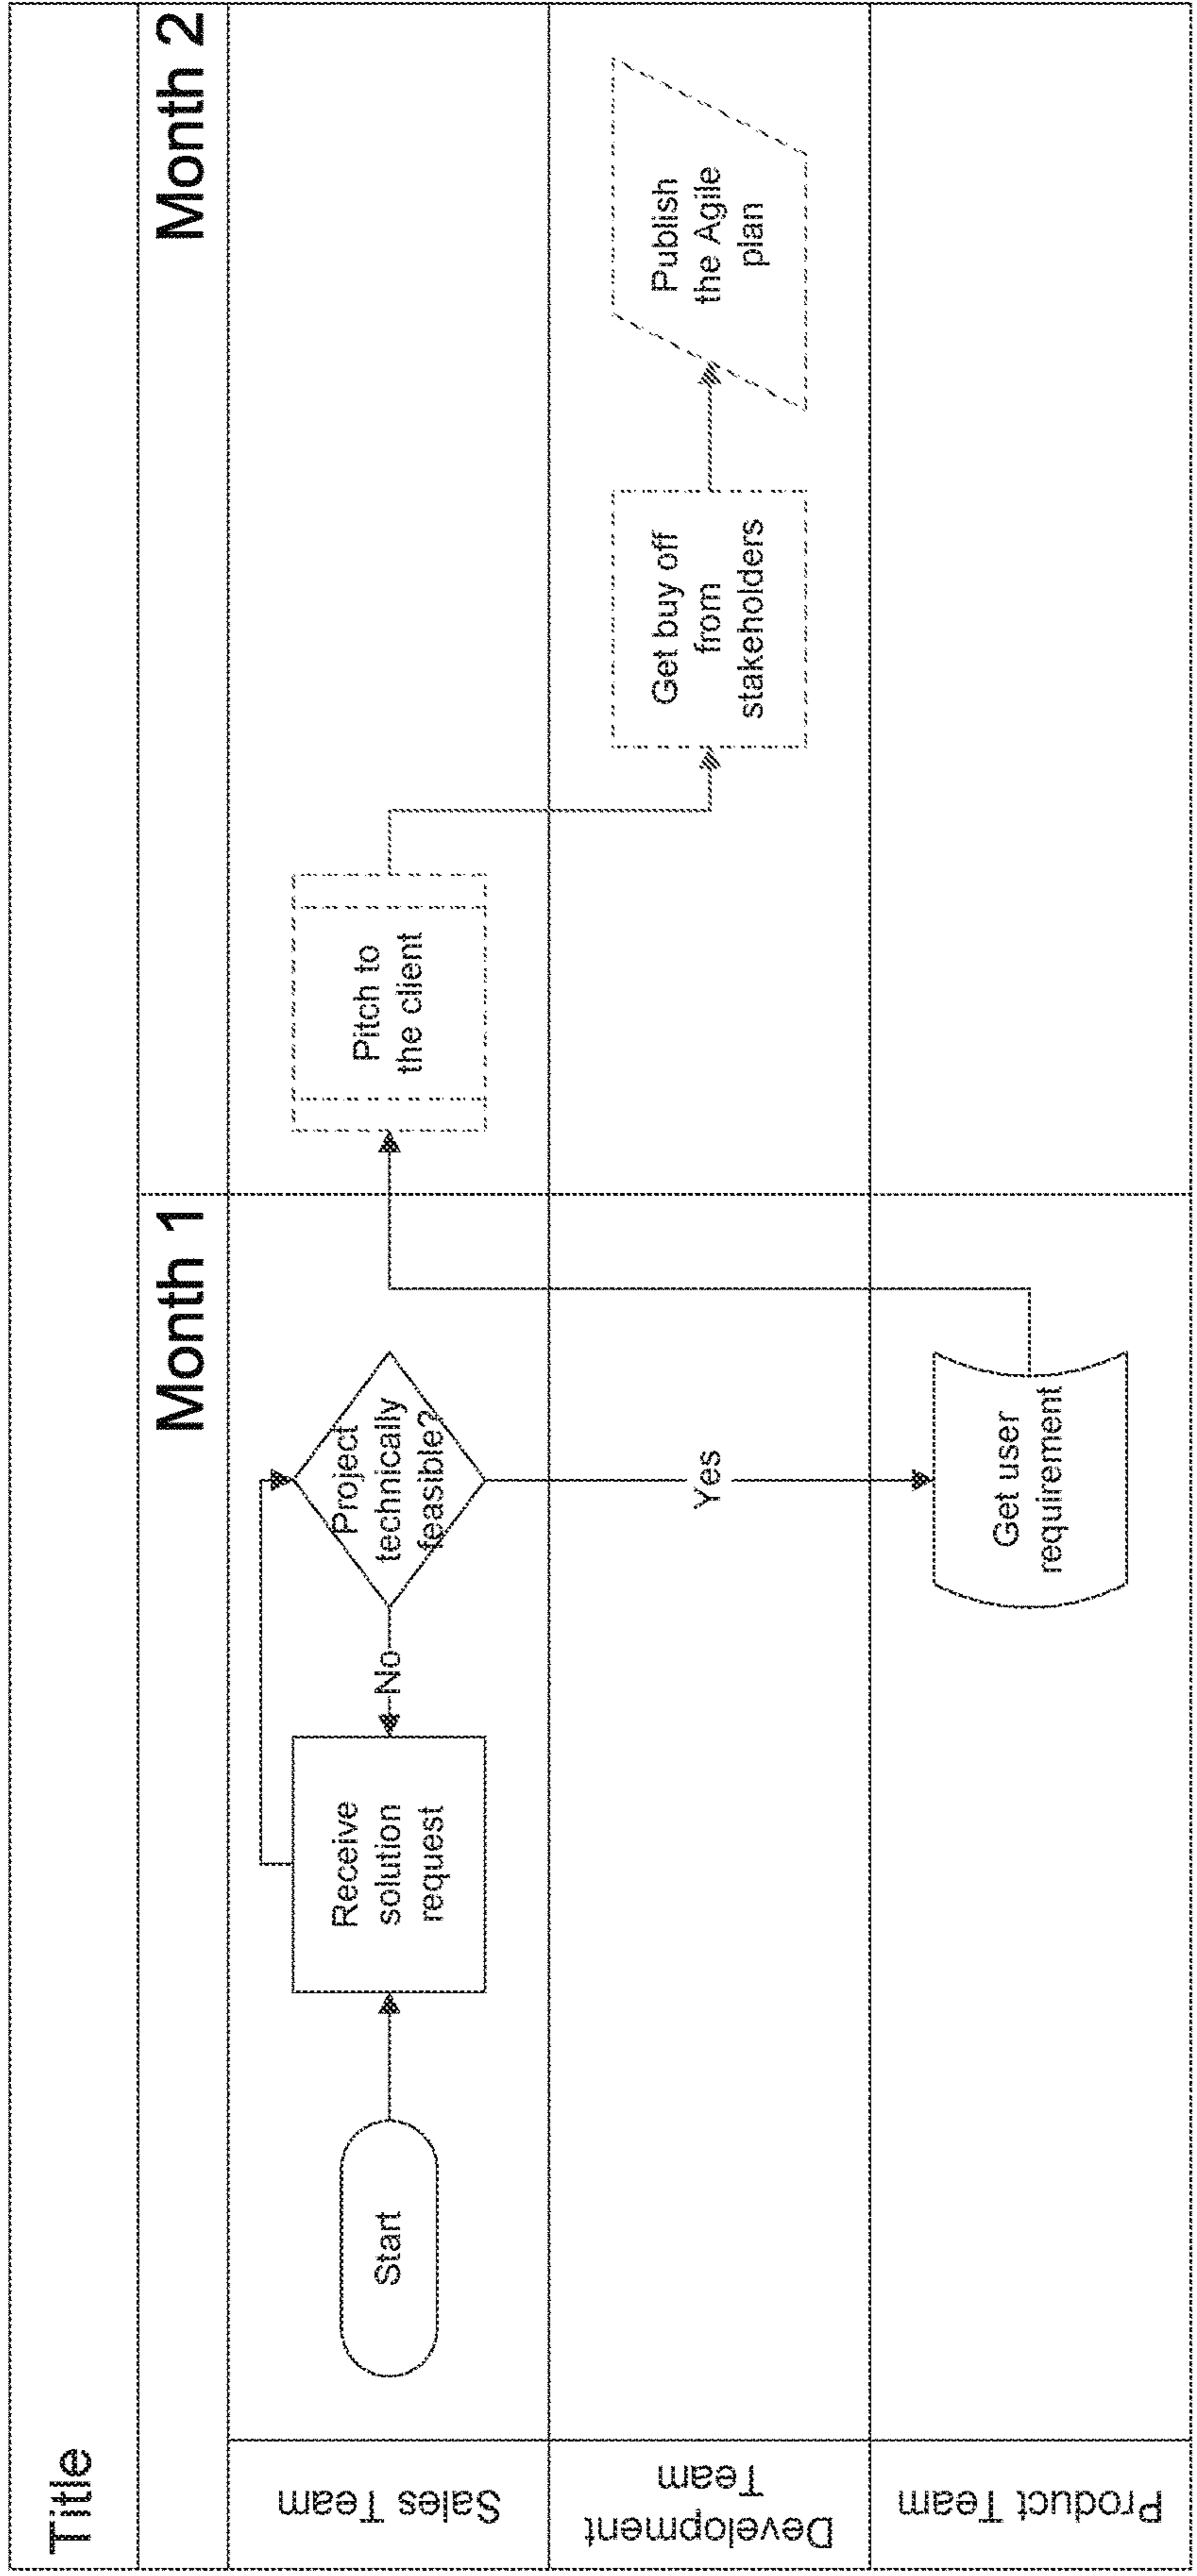 Title
Month 1
Month 2
Sales Team
Start
Receive
solution
request
No
Project
technically
feasible?
Pitch to
the client
Development
Team
Yes
Get buy off
from
stakeholders
Publish
the Agile
plan
Product Team
Get user
requirement